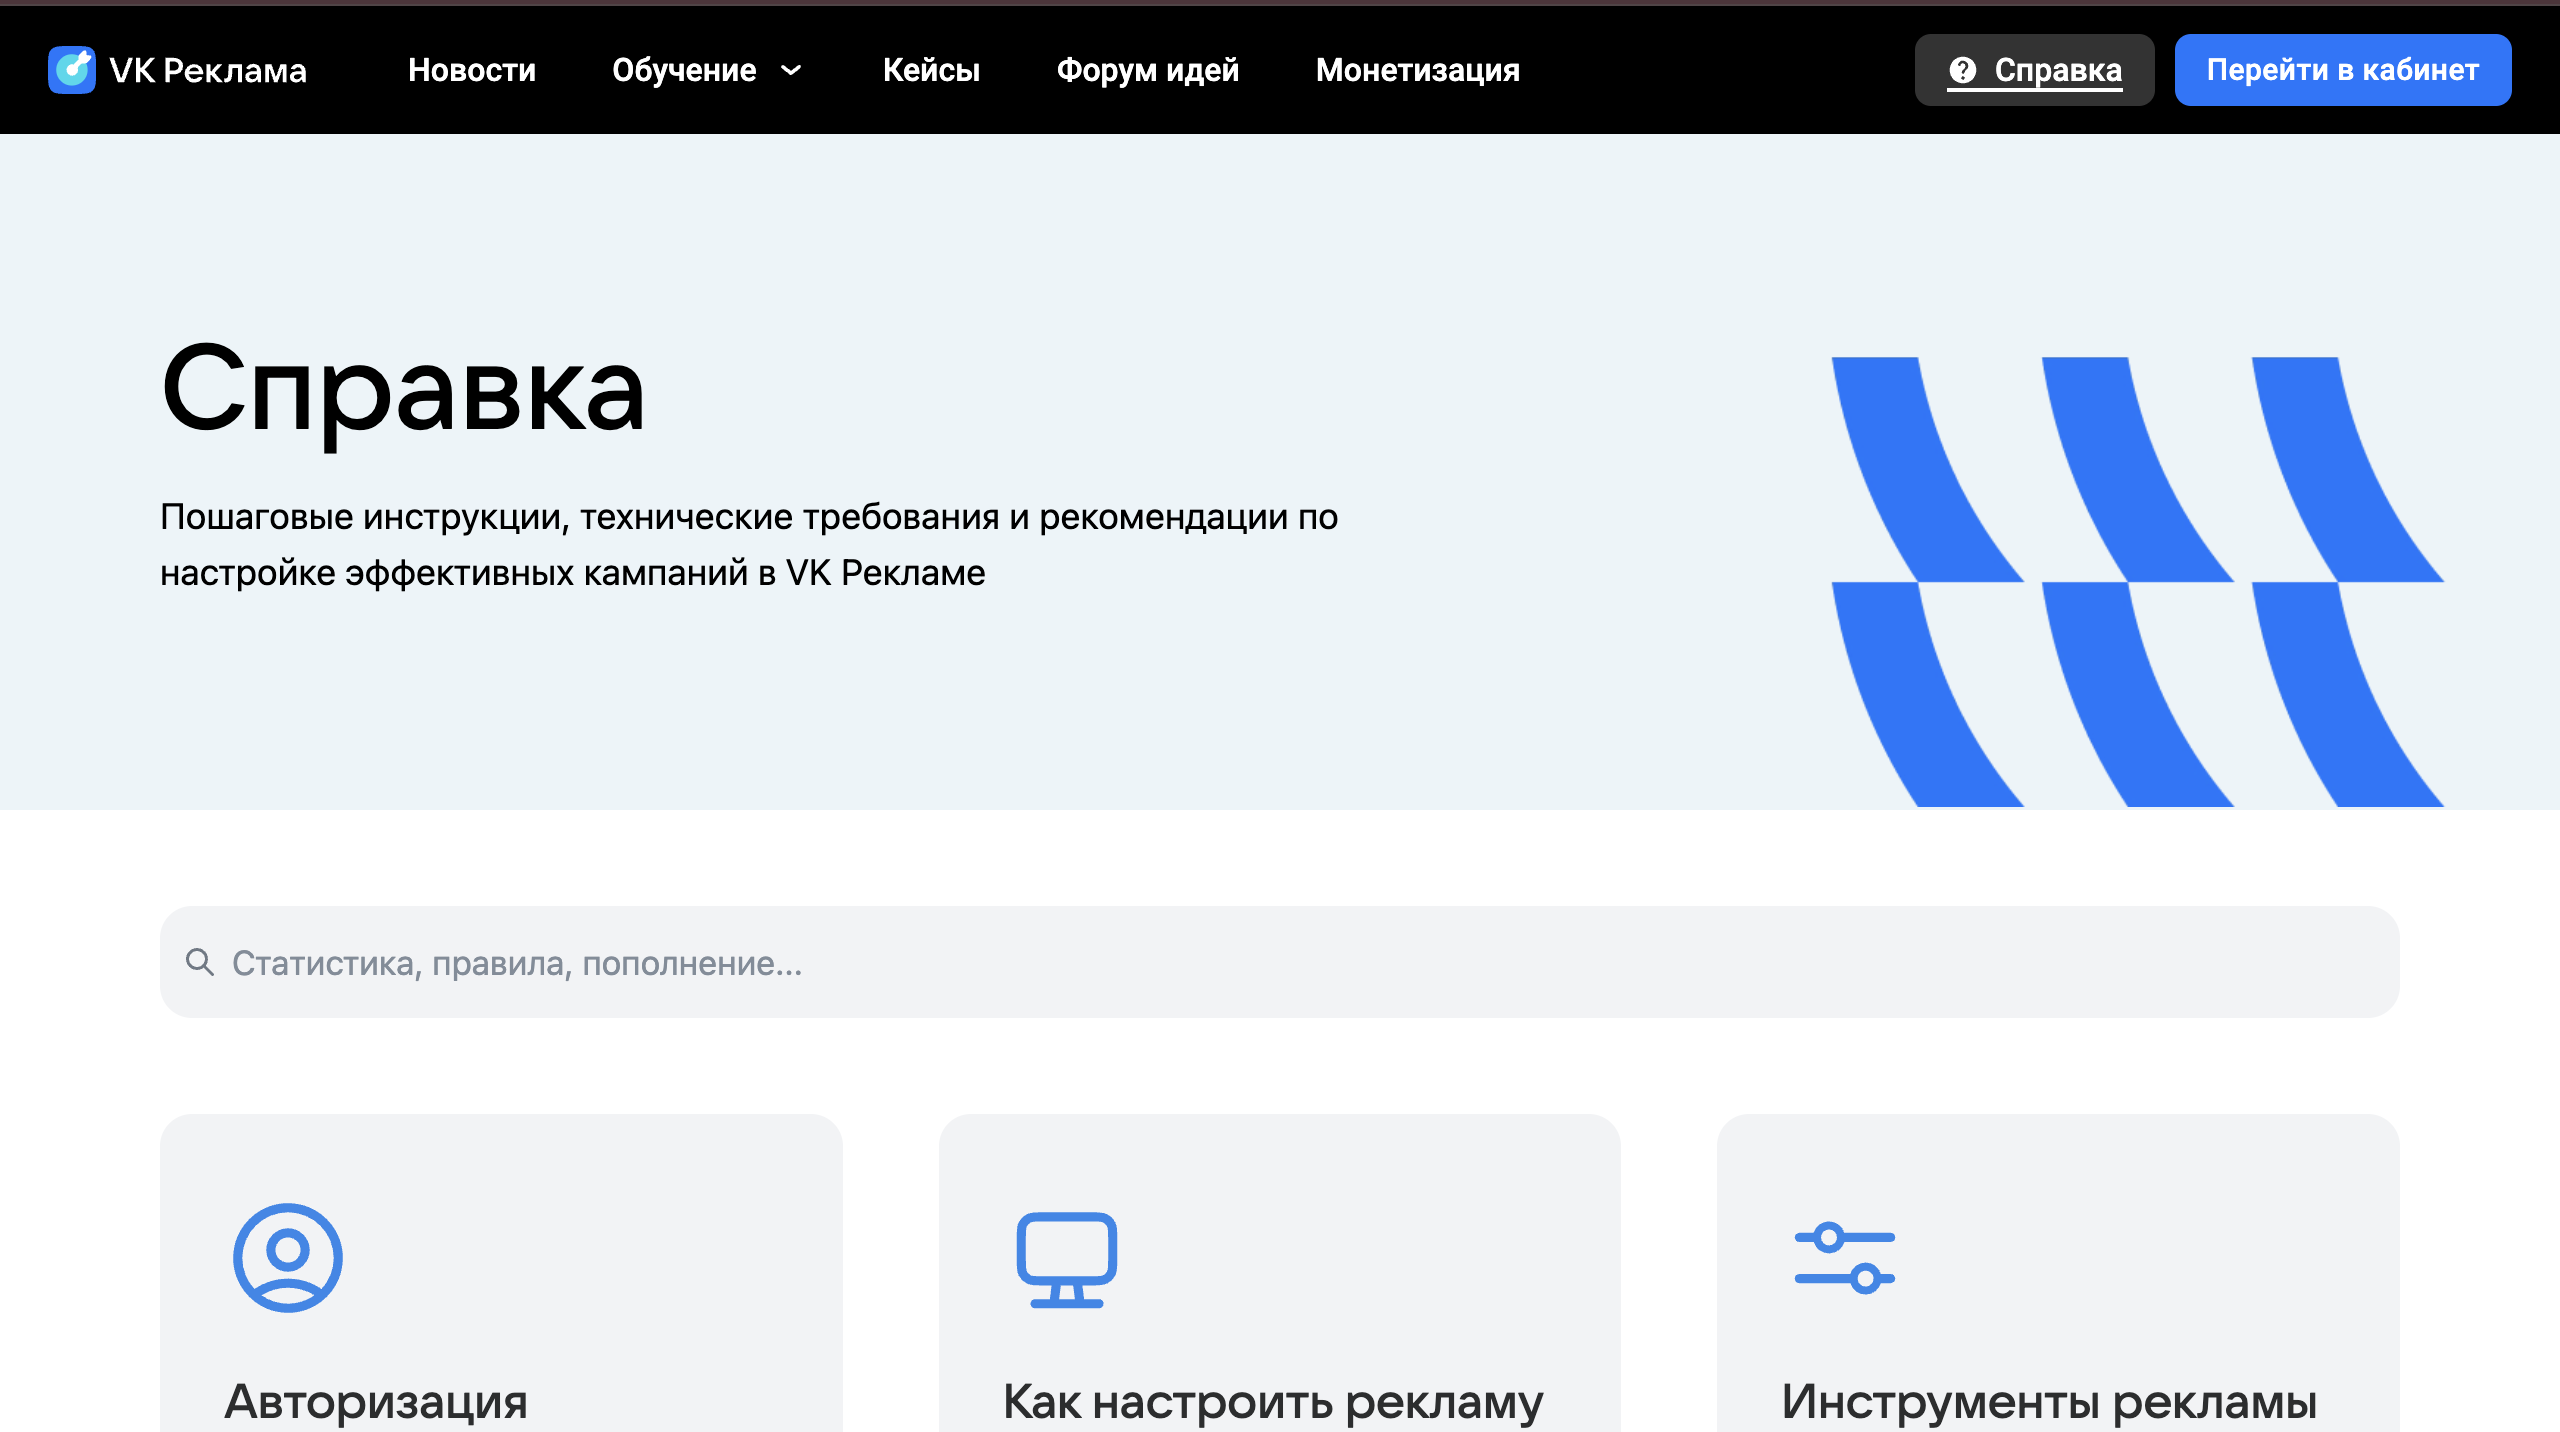 VK Реклама
Новости
Обучение
Кейсы
Форум идей
Монетизация
Справка
Перейти в кабинет
Справка
Пошаговые инструкции, технические требования и рекомендации по
настройке эффективных кампаний в VK Рекламе
Статистика, правила, пополнение...
Авторизация
Как настроить рекламу
Инструменты рекламы